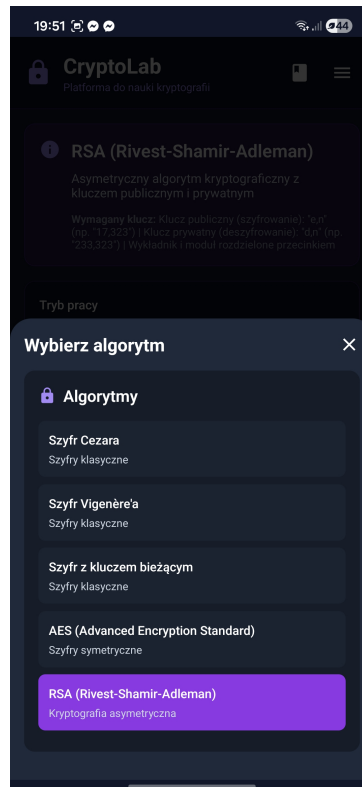 19:51
44
CryptoLab
Platforma do nauki kryptografii
RSA (Rivest-Shamir-Adleman)
Asymetryczny algorytm kryptograficzny z
kluczem publicznym i prywatnym
Wymagany klucz: Klucz publiczny (szyfrowanie): "e,n"
(np. "17,323") | Klucz prywatny (deszyfrowanie): "d,n" (np.
"233,323") | Wykładnik i moduł rozdzielone przecinkiem
Tryb pracy
Wybierz algorytm
Algorytmy
Szyfr Cezara
Szyfry klasyczne
Szyfr Vigenère'a
Szyfry klasyczne
Szyfr z kluczem bieżącym
Szyfry klasyczne
AES (Advanced Encryption Standard)
Szyfry symetryczne
RSA (Rivest-Shamir-Adleman)
Kryptografia asymetryczna